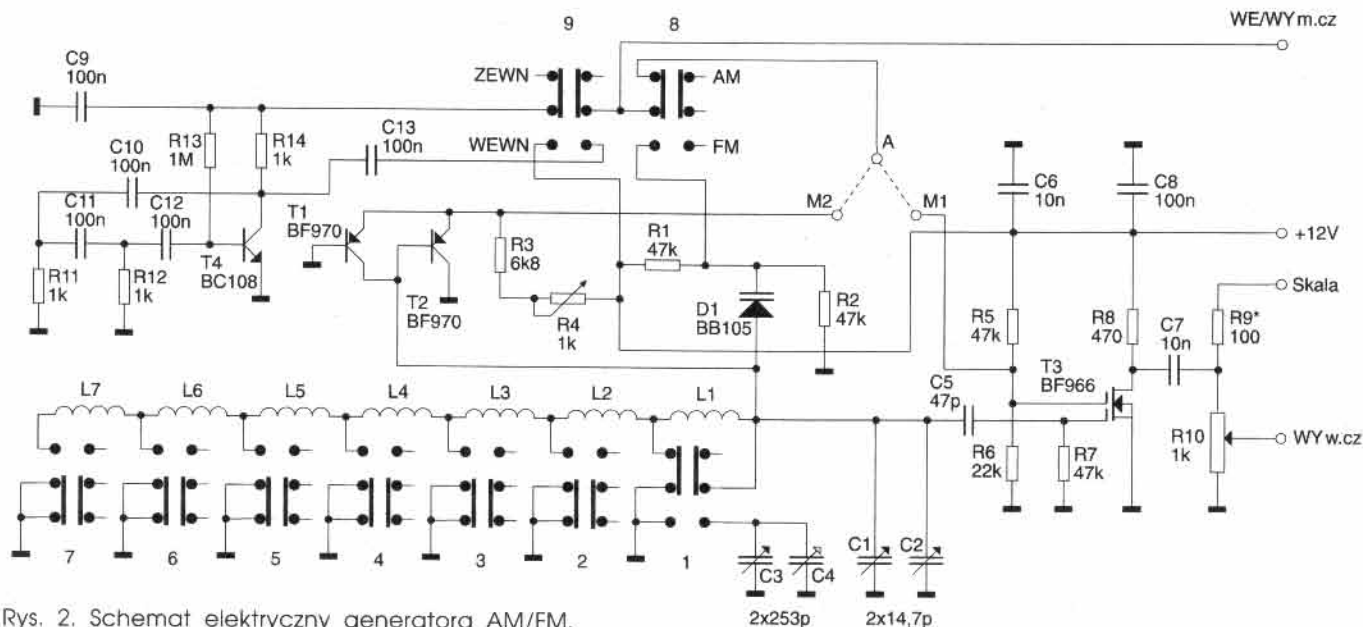 WE/WY m.cz
9
8
C9
100n
ZEWN
AM
C10
100n
R13
1M
R14
1k
C13
100n
WEWN
FM
A
C11
100n
C12
100n
T1
BF970
M2
M1
C6
10n
C8
100n
R3
6k8
R1
47k
+12V
R11
1k
R12
1k
T4
BC108
T2
BF970
R4
1k
D1
BB105
R2
47k
Skala
R5
47k
R8
470
C7
10n
R9*
100
T3
BF966
L7
L6
L5
L4
L3
L2
L1
C5
47p
R6
22k
R7
47k
R10
1k
WY w.cz
7
6
5
4
3
2
1
C3
C4
C1
C2
2x253p
2x14,7p
Rys. 2. Schemat elektryczny generatora AM/FM.